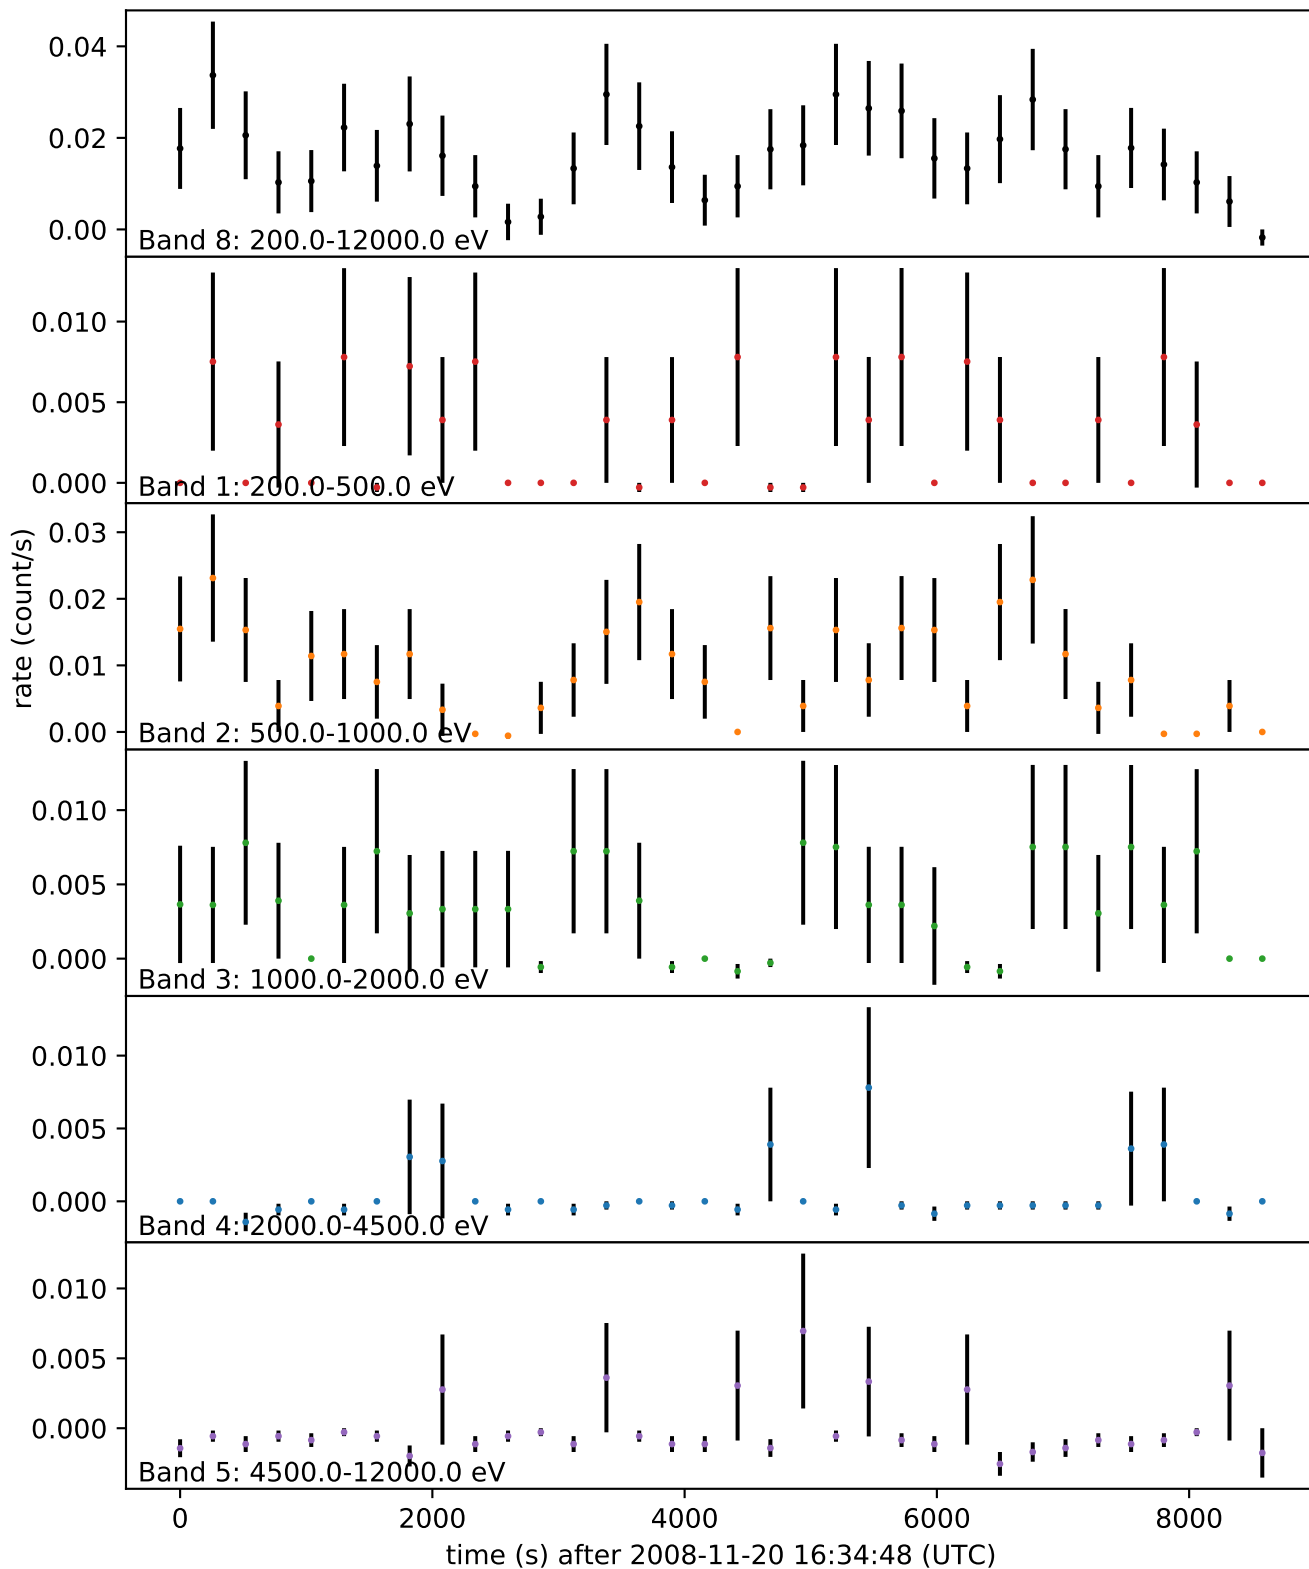 0.04
0.02
0.00
Band 8: 200.0-12000.0 eV
0.010
0.005
0.000
Band 1: 200.0-500.0 eV
0.03
0.02
0.01
0.00
Band 2: 500.0-1000.0 eV
rate (count/s)
0.010
0.005
0.000
Band 3: 1000.0-2000.0 eV
0.010
0.005
0.000
Band 4: 2000.0-4500.0 eV
0.010
0.005
0.000
Band 5: 4500.0-12000.0 eV
0 2000 4000 6000 8000
time (s) after 2008-11-20 16:34:48 (UTC)